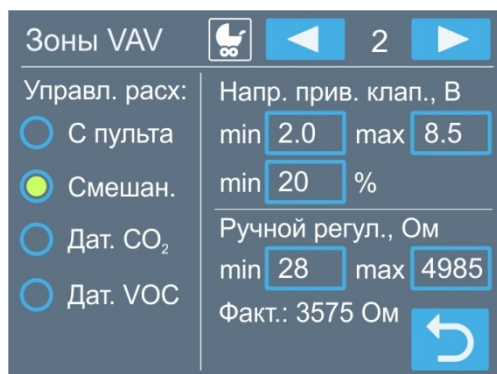 Зоны VAV 2
Управл. расх:
С пульта
Смешан.
Дат. CO₂
Дат. VOC
Напр. прив. клап., В
min 2.0 max 8.5
min 20 %
Ручной регул., Ом
min 28 max 4985
Факт.: 3575 Ом